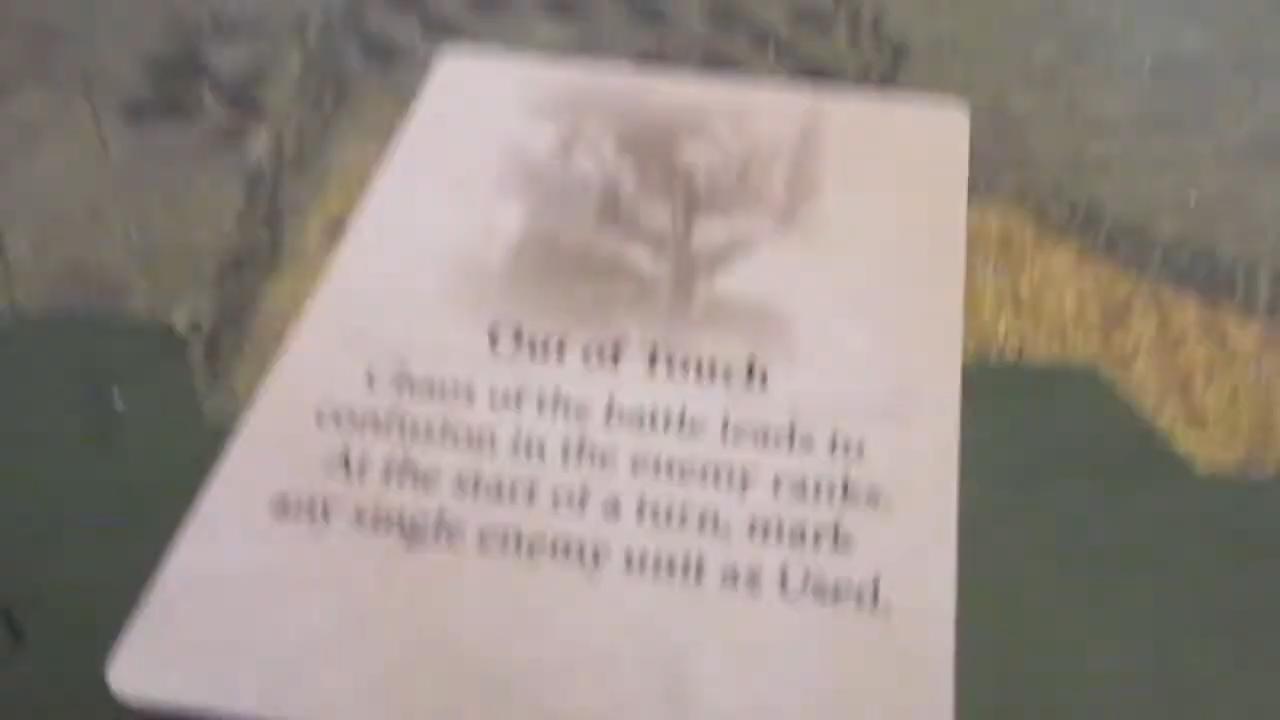 Out of Touch
Chaos of the battle leads to
confusion in the enemy ranks.
At the start of a turn, mark
any single enemy unit as Used.